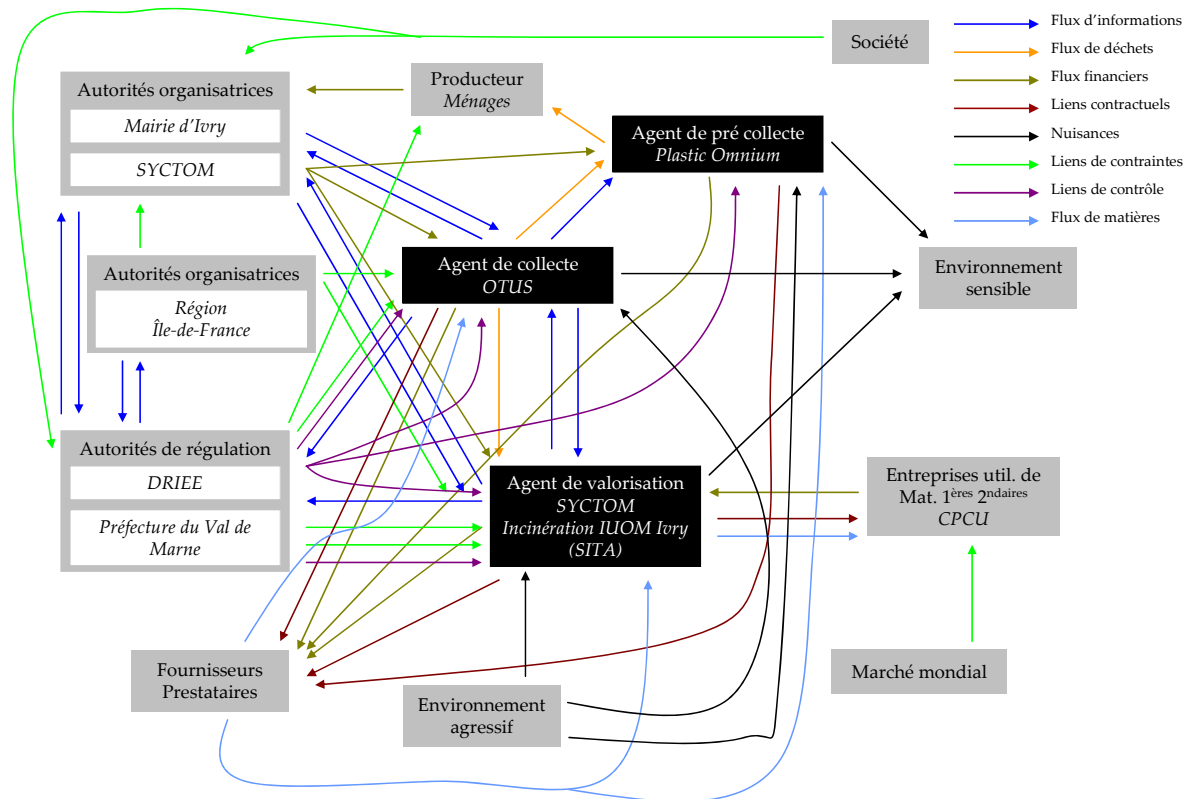 Société
Flux d'informations
Flux de déchets
Flux financiers
Liens contractuels
Nuisances
Liens de contraintes
Liens de contrôle
Flux de matières
Autorités organisatrices
Mairie d'Ivry
SYCTOM
Producteur
Ménages
Agent de pré collecte
Plastic Omnium
Autorités organisatrices
Région
Île-de-France
Agent de collecte
OTUS
Environnement
sensible
Autorités de régulation
DRIEE
Préfecture du Val de
Marne
Agent de valorisation
SYCTOM
Incinération IUOM Ivry
(SITA)
Entreprises util. de
Mat. 1ères 2ndaires
CPCU
Fournisseurs
Prestataires
Environnement
agressif
Marché mondial